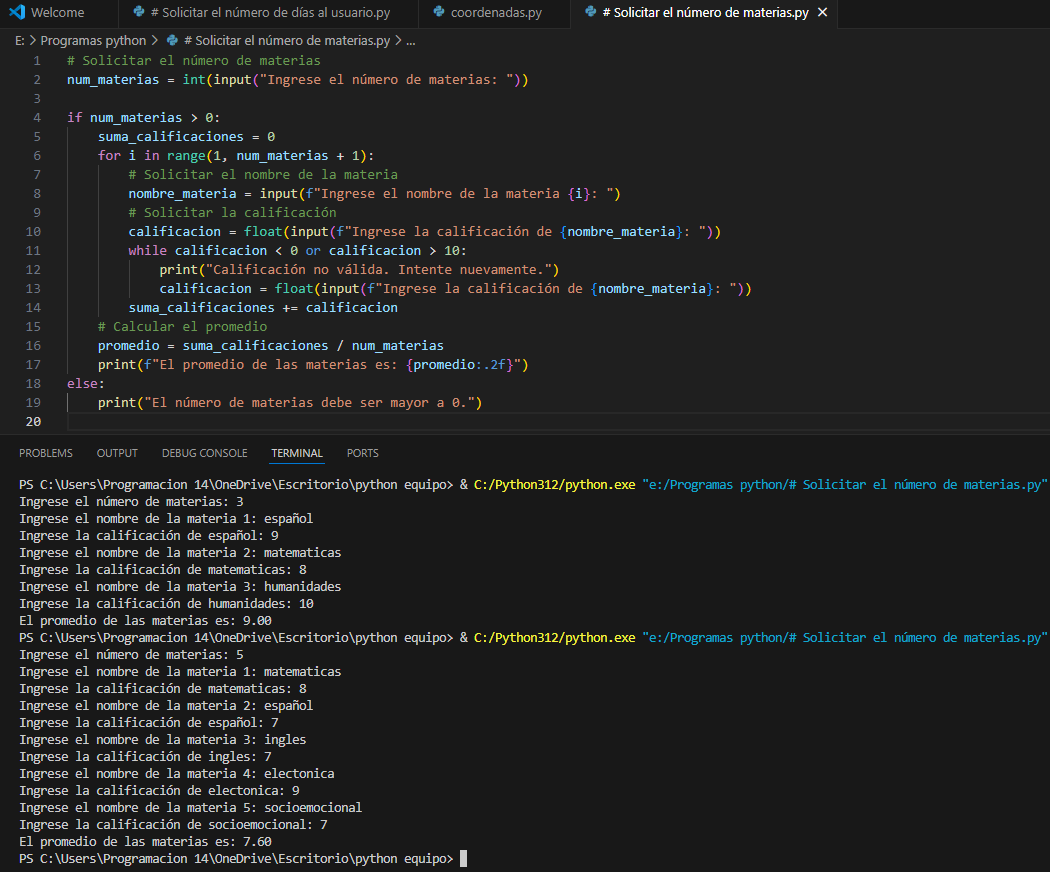 Welcome # Solicitar el número de días al usuario.py coordenadas.py # Solicitar el número de materias.py ✕
E: > Programas python > # Solicitar el número de materias.py > ...
1 # Solicitar el número de materias
2 num_materias = int(input("Ingrese el número de materias: "))
3
4 if num_materias > 0:
5 suma_calificaciones = 0
6 for i in range(1, num_materias + 1):
7 # Solicitar el nombre de la materia
8 nombre_materia = input(f"Ingrese el nombre de la materia {i}: ")
9 # Solicitar la calificación
10 calificacion = float(input(f"Ingrese la calificación de {nombre_materia}: "))
11 while calificacion < 0 or calificacion > 10:
12 print("Calificación no válida. Intente nuevamente.")
13 calificacion = float(input(f"Ingrese la calificación de {nombre_materia}: "))
14 suma_calificaciones += calificacion
15 # Calcular el promedio
16 promedio = suma_calificaciones / num_materias
17 print(f"El promedio de las materias es: {promedio:.2f}")
18 else:
19 print("El número de materias debe ser mayor a 0.")
20
PROBLEMS OUTPUT DEBUG CONSOLE TERMINAL PORTS
PS C:\Users\Programacion 14\OneDrive\Escritorio\python equipo> & C:/Python312/python.exe "e:/Programas python/# Solicitar el número de materias.py"
Ingrese el número de materias: 3
Ingrese el nombre de la materia 1: español
Ingrese la calificación de español: 9
Ingrese el nombre de la materia 2: matematicas
Ingrese la calificación de matematicas: 8
Ingrese el nombre de la materia 3: humanidades
Ingrese la calificación de humanidades: 10
El promedio de las materias es: 9.00
PS C:\Users\Programacion 14\OneDrive\Escritorio\python equipo> & C:/Python312/python.exe "e:/Programas python/# Solicitar el número de materias.py"
Ingrese el número de materias: 5
Ingrese el nombre de la materia 1: matematicas
Ingrese la calificación de matematicas: 8
Ingrese el nombre de la materia 2: español
Ingrese la calificación de español: 7
Ingrese el nombre de la materia 3: ingles
Ingrese la calificación de ingles: 7
Ingrese el nombre de la materia 4: electonica
Ingrese la calificación de electonica: 9
Ingrese el nombre de la materia 5: socioemocional
Ingrese la calificación de socioemocional: 7
El promedio de las materias es: 7.60
PS C:\Users\Programacion 14\OneDrive\Escritorio\python equipo>